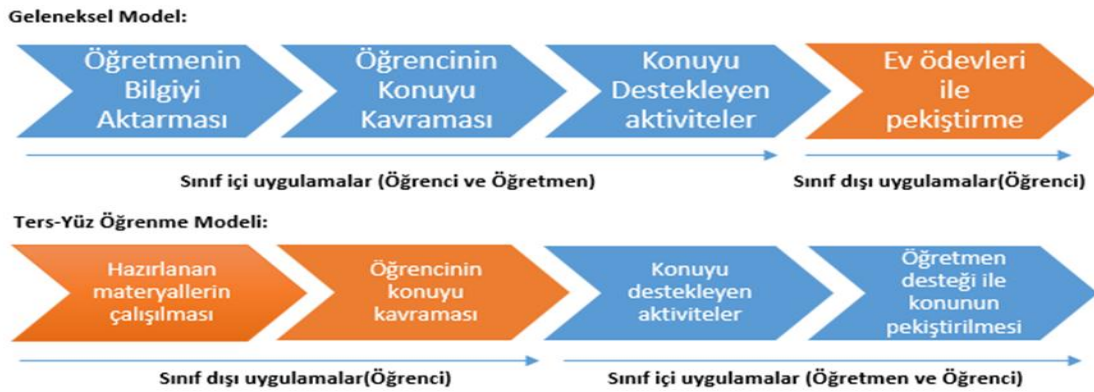 Geleneksel Model:
Öğretmenin
Bilgiyi
Aktarması
Öğrencinin
Konuyu
Kavraması
Konuyu
Destekleyen
aktiviteler
Ev ödevleri
ile
pekiştirme
Sınıf içi uygulamalar (Öğrenci ve Öğretmen)
Sınıf dışı uygulamalar(Öğrenci)
Ters-Yüz Öğrenme Modeli:
Hazırlanan
materyallerin
çalışılması
Öğrencinin
konuyu
kavraması
Konuyu
destekleyen
aktiviteler
Öğretmen
desteği ile
konunun
pekiştirilmesi
Sınıf dışı uygulamalar(Öğrenci)
Sınıf içi uygulamalar (Öğretmen ve Öğrenci)